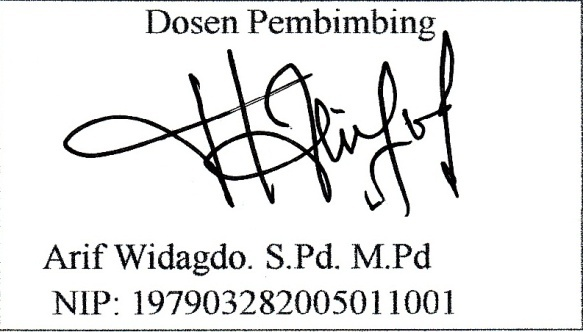 Dosen Pembimbing
Arif Widagdo. S.Pd. M.Pd
NIP: 197903282005011001